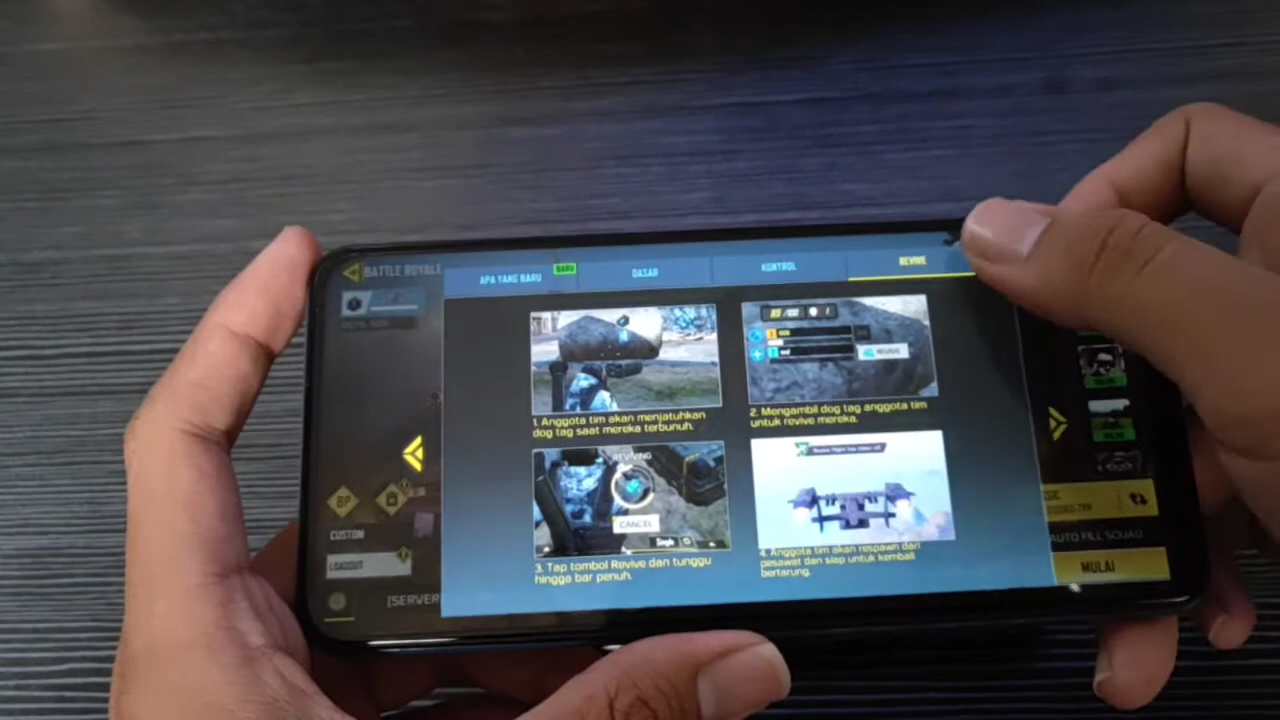 BATTLE ROYALE
APA YANG BARU
BARU
DASAR
KONTROL
REVIVE
REVIVE
1. Anggota tim akan menjatuhkan
dog tag saat mereka terbunuh.
2. Mengambil dog tag anggota tim
untuk revive mereka.
REVIVING
CANCEL
3. Tap tombol Revive dan tunggu
hingga bar penuh.
4. Anggota tim akan respawn dari
pesawat dan siap untuk kembali
bertarung.
BP
CUSTOM
LOADOUT
[SERVER
AUTO FILL SQUAD
MULAI